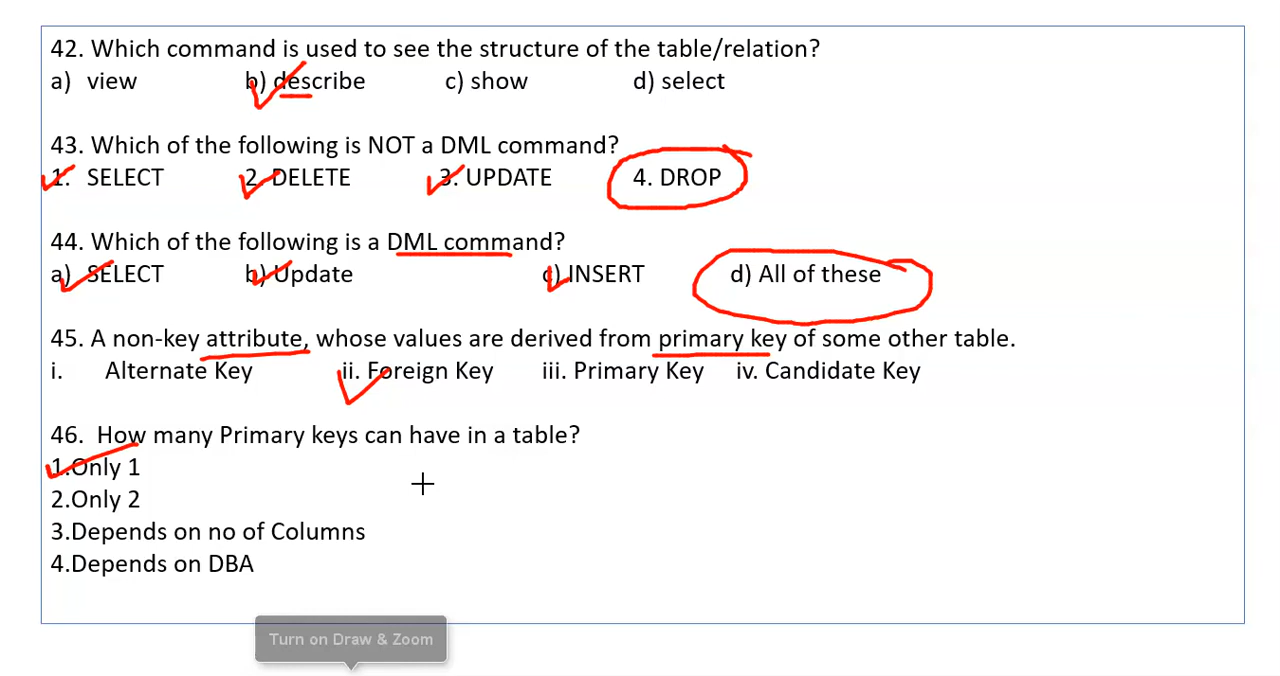 42. Which command is used to see the structure of the table/relation?
a) view b) describe c) show d) select
43. Which of the following is NOT a DML command?
1. SELECT 2. DELETE 3. UPDATE 4. DROP
44. Which of the following is a DML command?
a) SELECT b) Update c) INSERT d) All of these
45. A non-key attribute, whose values are derived from primary key of some other table.
i. Alternate Key ii. Foreign Key iii. Primary Key iv. Candidate Key
46. How many Primary keys can have in a table?
1.Only 1
2.Only 2
3.Depends on no of Columns
4.Depends on DBA
Turn on Draw & Zoom